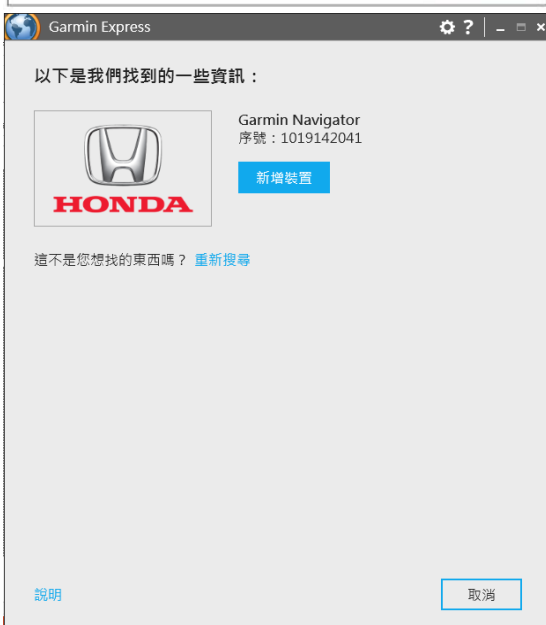 Garmin Express
以下是我們找到的一些資訊：
Garmin Navigator
序號：1019142041
新增裝置
HONDA
這不是您想找的東西嗎？ 重新搜尋
說明
取消